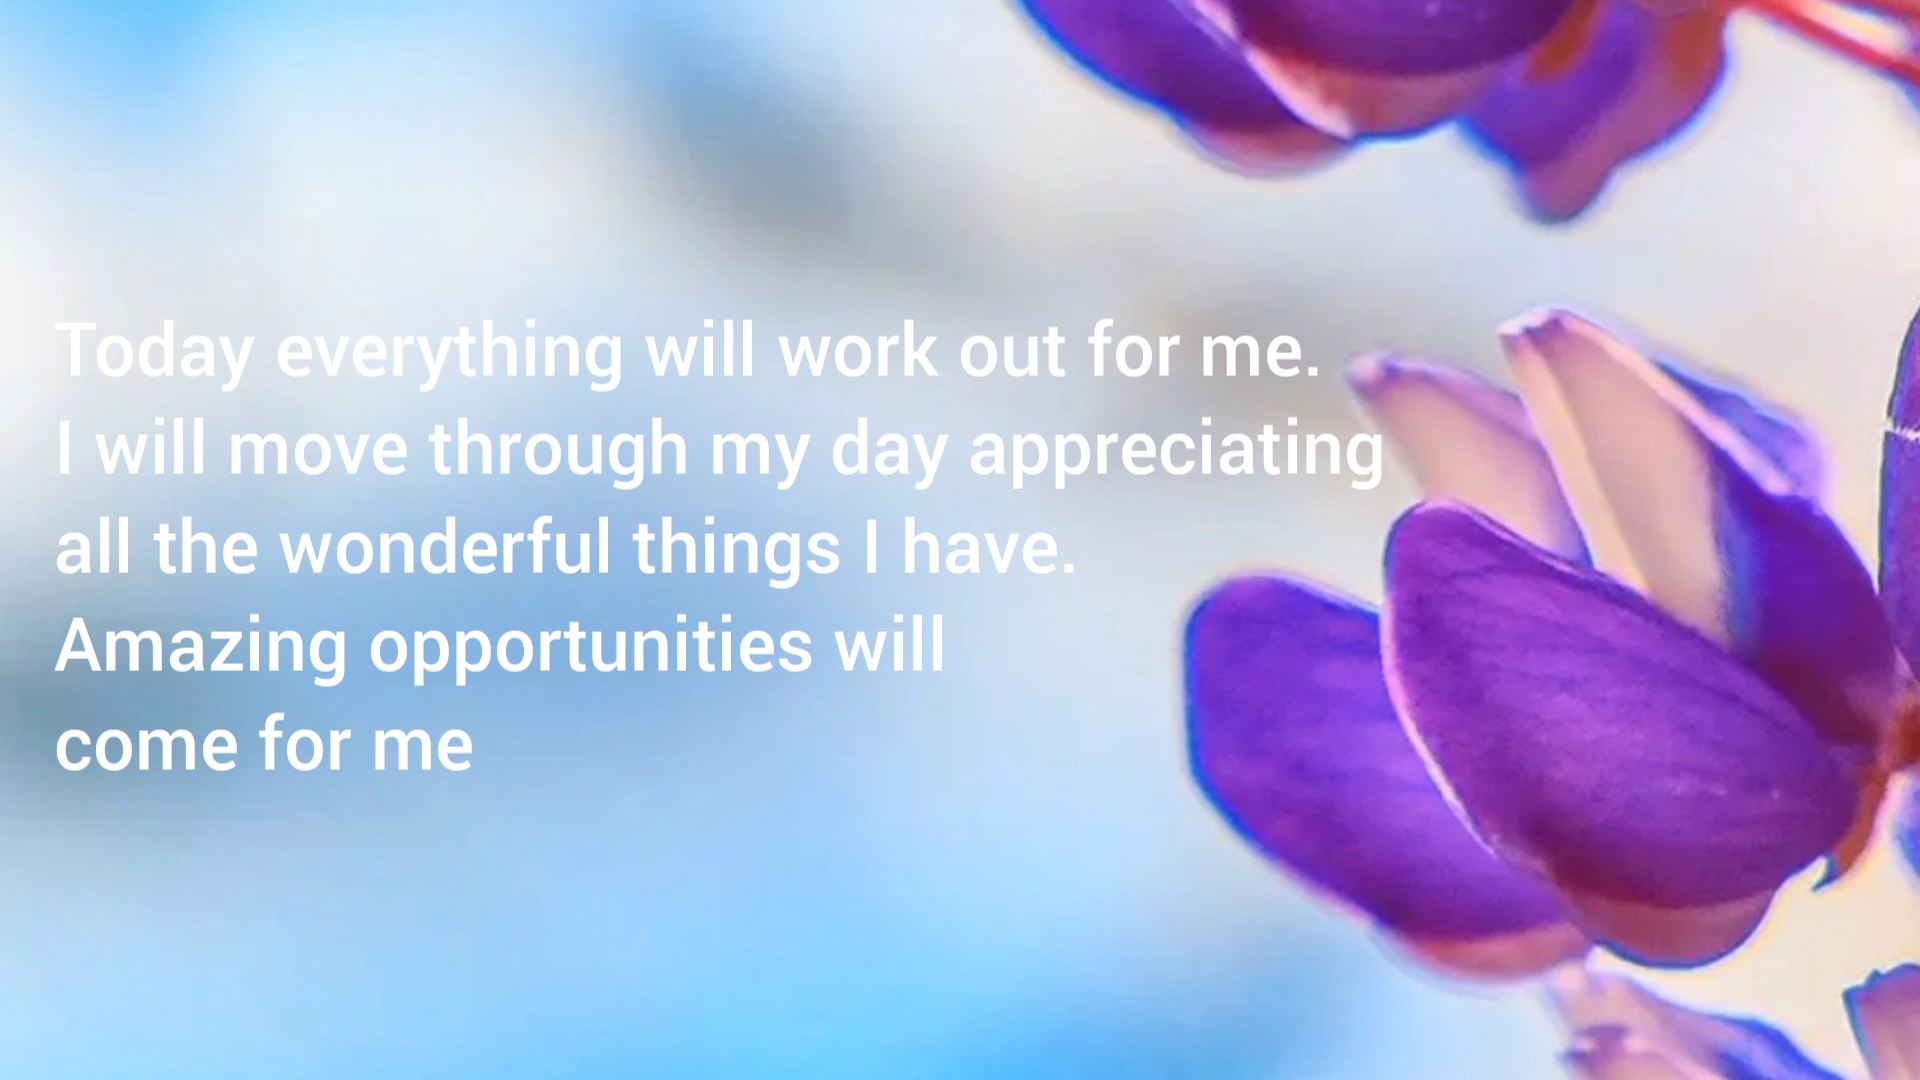 Today everything will work out for me.
I will move through my day appreciating
all the wonderful things I have.
Amazing opportunities will
come for me